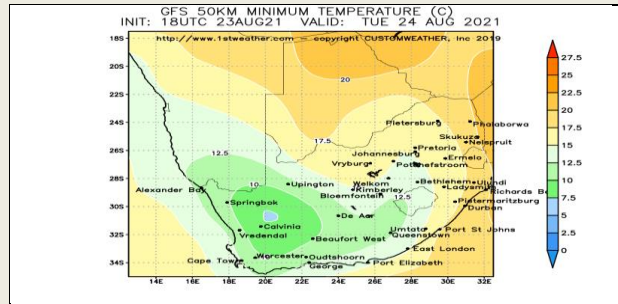 GFS 50KM MINIMUM TEMPERATURE (C)
INIT: 18UTC 23AUG21 VALID: TUE 24 AUG 2021
http://www.1stweather.com – copyright CUSTOMWEATHER, Inc 2019
18S
20S
22S
24S
26S
28S
30S
32S
34S
20
17.5
12.5
10
12.5
Pietersburg
Phalaborwa
Skukuza
Nelspruit
Pretoria
Johannesburg
Ermelo
Vryburg
Potchefstroom
Welkom
Bethlehem
Ulundi
Alexander Bay
Upington
Kimberley
Ladysmith
Richards Ba
Bloemfontein
Springbok
Pietermaritzburg
Durban
De Aar
Calvinia
Vredendal
Umtata
Port St Johns
Queenstown
Beaufort West
East London
Worcester
Oudtshoorn
Cape Town
George
Port Elizabeth
14E
16E
18E
20E
22E
24E
26E
28E
30E
32E
27.5
25
22.5
20
17.5
15
12.5
10
7.5
5
2.5
0